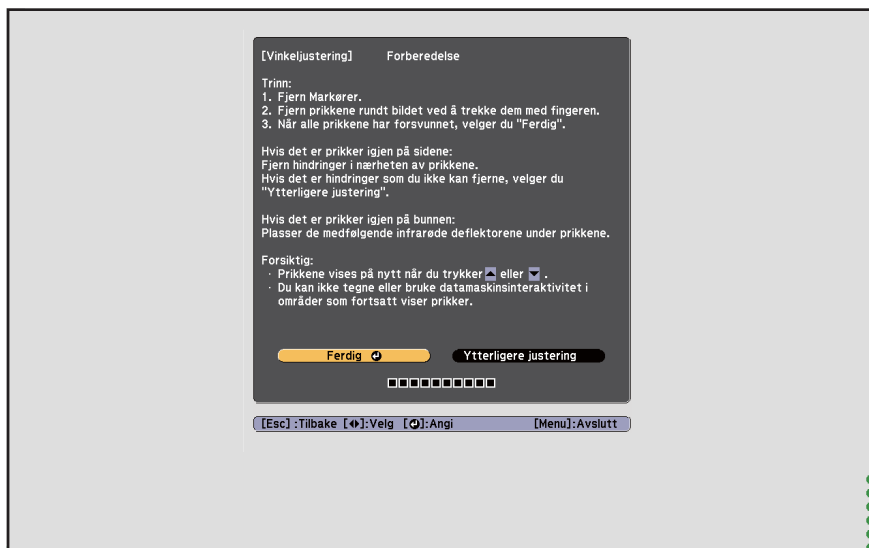 [Vinkeljustering] Forberedelse
Trinn:
1. Fjern Markører.
2. Fjern prikkene rundt bildet ved å trekke dem med fingeren.
3. Når alle prikkene har forsvunnet, velger du "Ferdig".
Hvis det er prikker igjen på sidene:
Fjern hindringer i nærheten av prikkene.
Hvis det er hindringer som du ikke kan fjerne, velger du
"Ytterligere justering".
Hvis det er prikker igjen på bunnen:
Plasser de medfølgende infrarøde deflektorene under prikkene.
Forsiktig:
· Prikkene vises på nytt når du trykker ▲ eller ▼ .
· Du kan ikke tegne eller bruke datamaskinsinteraktivitet i
områder som fortsatt viser prikker.
Ferdig ⏎ Ytterligere justering
[Esc] :Tilbake [◀▶]:Velg [⏎]:Angi [Menu]:Avslutt